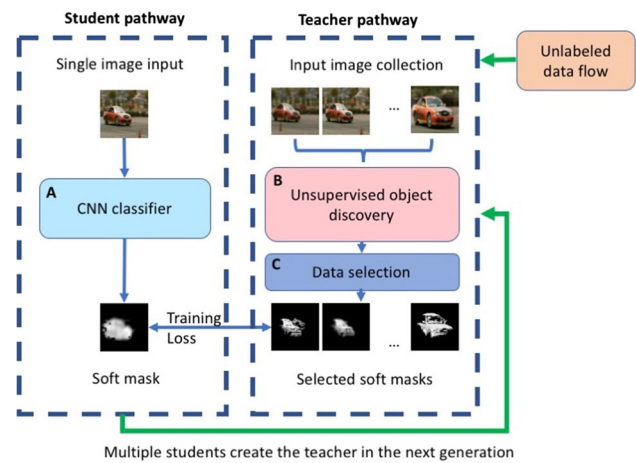 Student pathway
Teacher pathway
Single image input
Input image collection
Unlabeled
data flow
...
A
CNN classifier
B
Unsupervised object
discovery
C
Data selection
Training
Loss
...
Soft mask
Selected soft masks
Multiple students create the teacher in the next generation